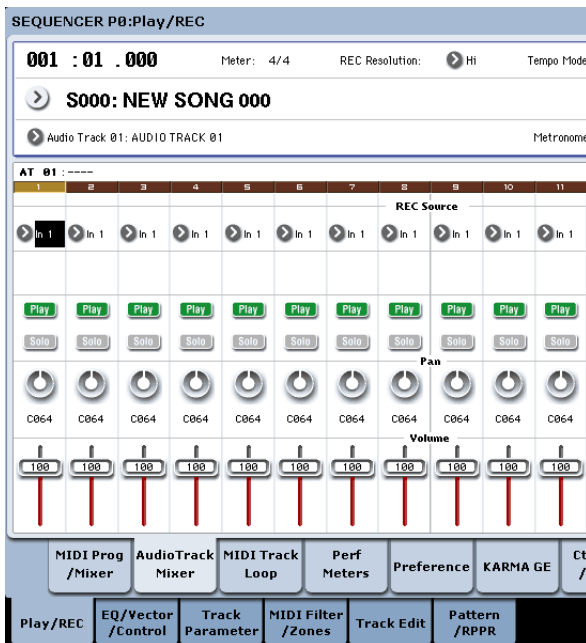 SEQUENCER P0:Play/REC
001 :01 .000 Meter: 4/4 REC Resolution: Hi Tempo Mode
S000: NEW SONG 000
Audio Track 01: AUDIO TRACK 01 Metronome
AT 01 :----
1 2 3 4 5 6 7 8 9 10 11
REC Source
In 1 In 1 In 1 In 1 In 1 In 1 In 1 In 1 In 1 In 1 In 1
Play Play Play Play Play Play Play Play Play Play Play
Solo Solo Solo Solo Solo Solo Solo Solo Solo Solo Solo
Pan
C064 C064 C064 C064 C064 C064 C064 C064 C064 C064 C064
Volume
100 100 100 100 100 100 100 100 100 100 100
MIDI Prog AudioTrack MIDI Track Perf Preference KARMA GE Ct
/Mixer Mixer Loop Meters /
Play/REC EQ/Vector Track MIDI Filter Track Edit Pattern
/Control Parameter /Zones /RPPR